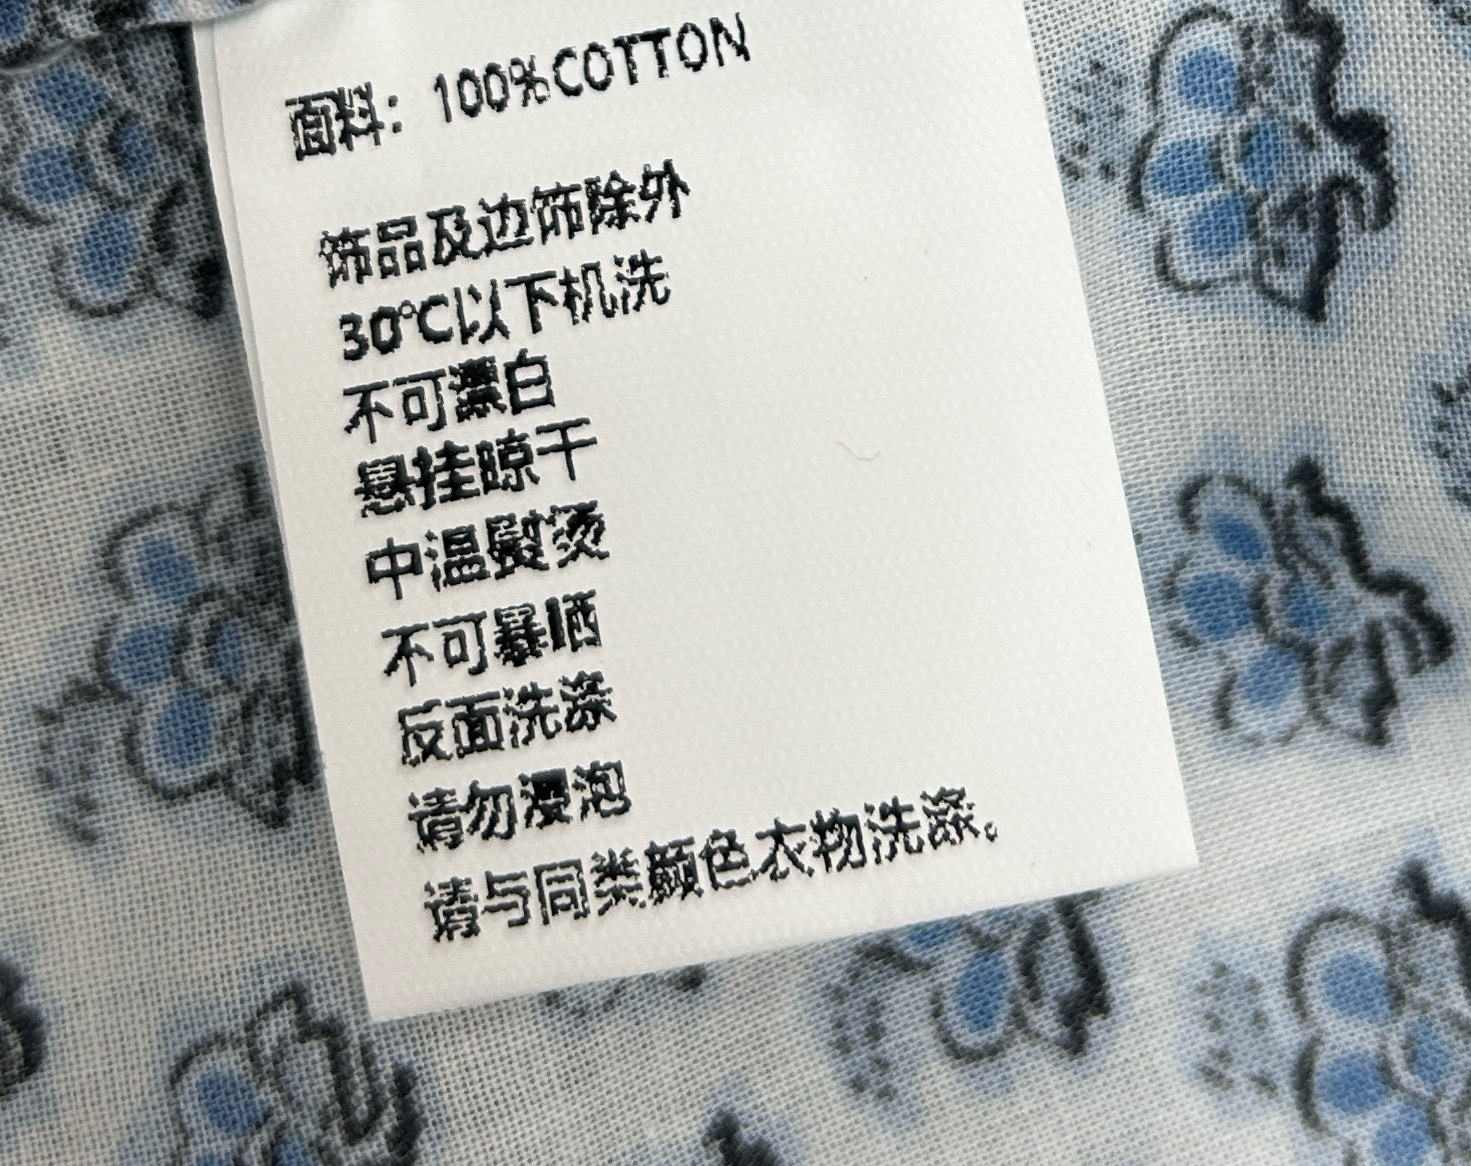 面料：100%COTTON
饰品及边饰除外
30℃以下机洗
不可漂白
悬挂晾干
中温熨烫
不可暴晒
反面洗涤
请勿浸泡
请与同类颜色衣物洗涤。